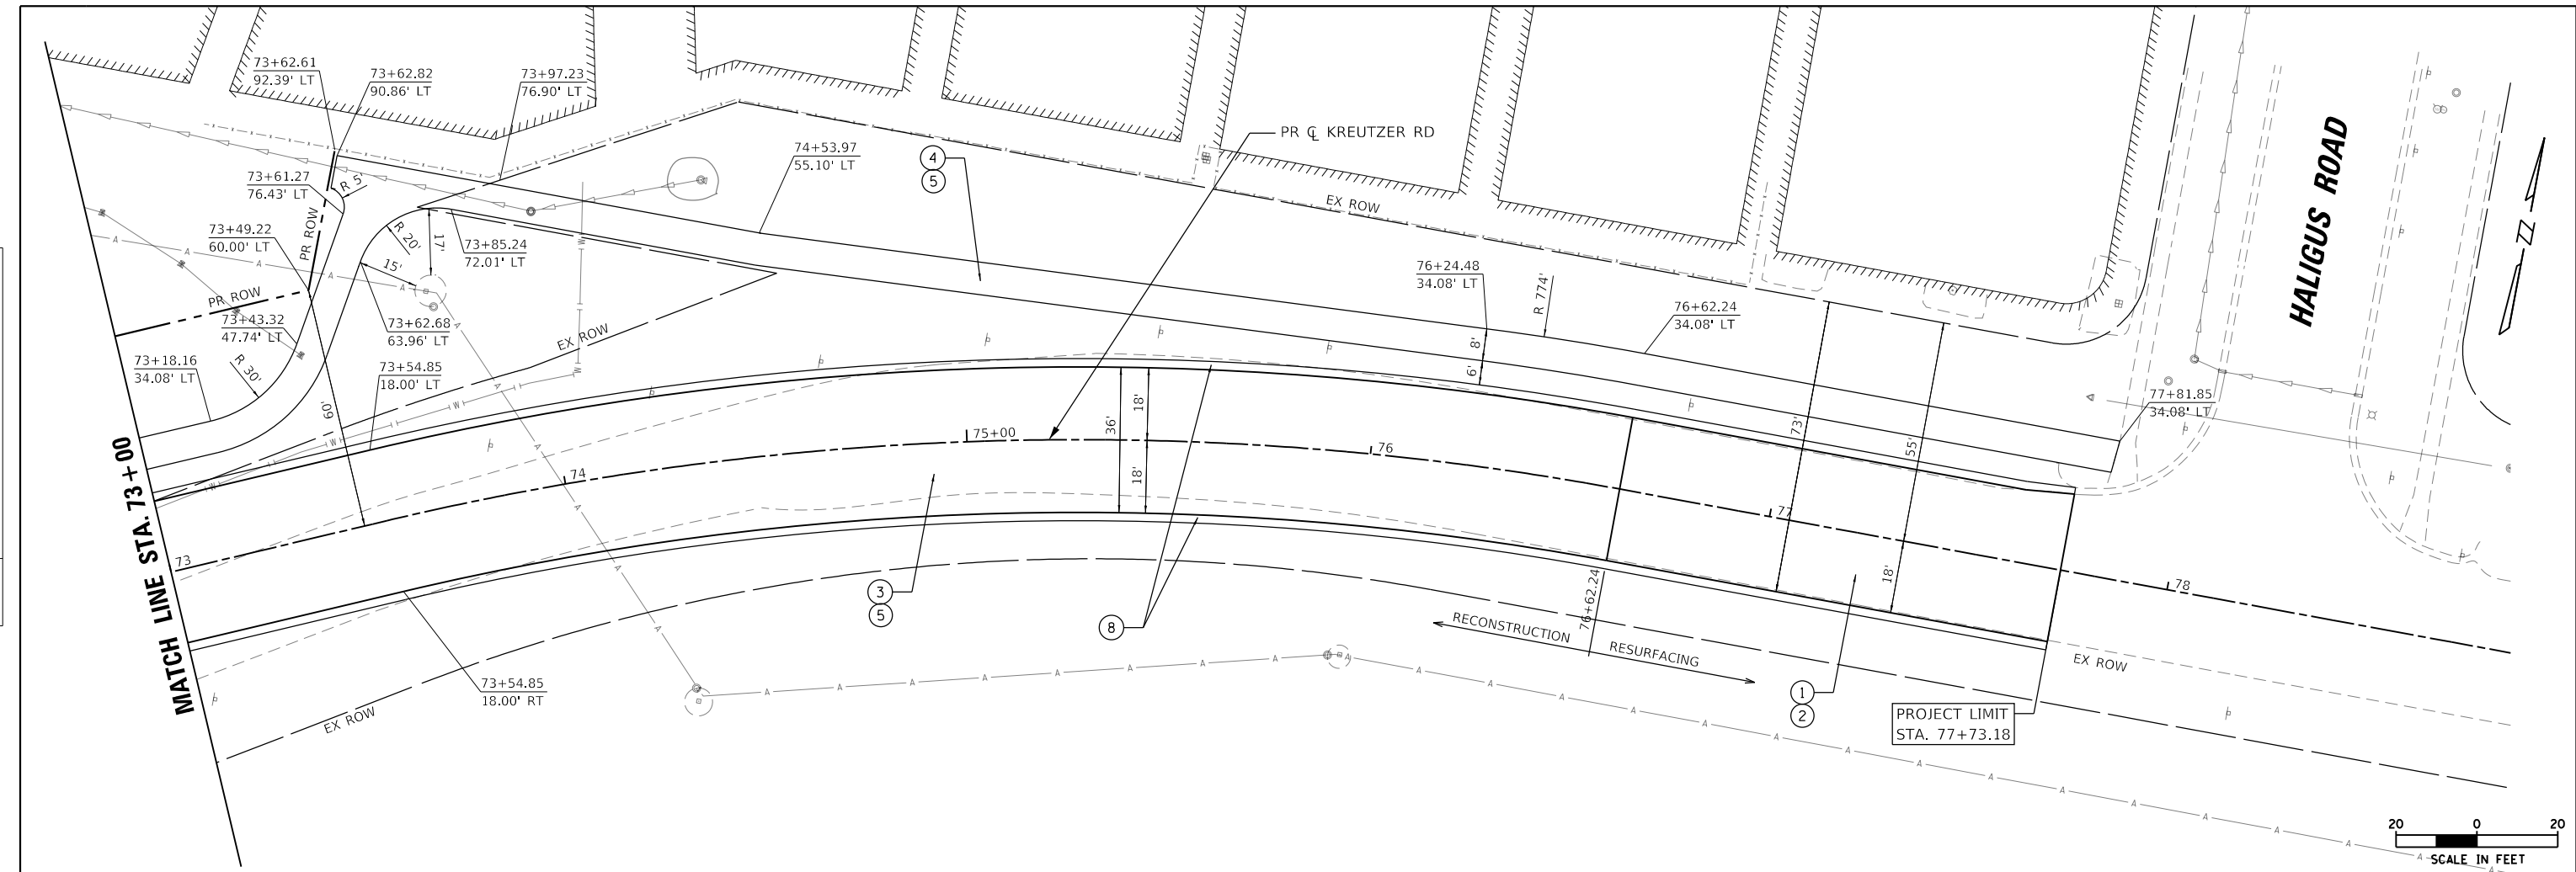 73+62.61
92.39' LT
73+62.82
90.86' LT
73+97.23
76.90' LT
PR ℄ KREUTZER RD
74+53.97
55.10' LT
4
5
73+61.27
76.43' LT
R 5'
PR ROW
EX ROW
HALIGUS ROAD
N
73+49.22
60.00' LT
R 20'
17'
73+85.24
72.01' LT
15'
76+24.48
34.08' LT
R 774'
PR ROW
73+43.32
47.74' LT
73+62.68
63.96' LT
EX ROW
76+62.24
34.08' LT
73+18.16
34.08' LT
R 30'
73+54.85
18.00' LT
8'
6'
60'
36'
18'
18'
73'
55'
18'
77+81.85
34.08' LT
MATCH LINE STA. 73+00
73
74
75+00
76
77
78
3
5
8
76+62.24
RECONSTRUCTION
RESURFACING
EX ROW
73+54.85
18.00' RT
EX ROW
1
2
PROJECT LIMIT
STA. 77+73.18
W W W W W W
A A A A A A A A A A A A A A A A A A A A A A A A A A A A A
20 0 20
SCALE IN FEET